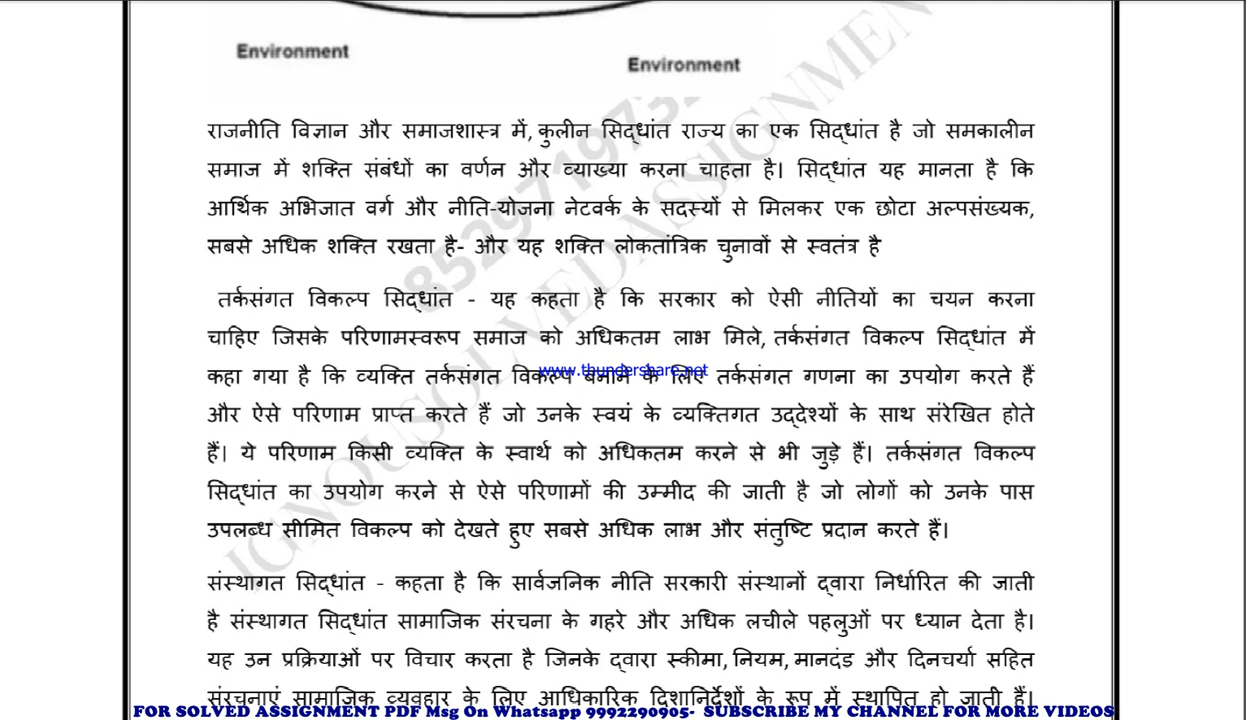 Environment
Environment
राजनीति विज्ञान और समाजशास्त्र में, कुलीन सिद्धांत राज्य का एक सिद्धांत है जो समकालीन
समाज में शक्ति संबंधों का वर्णन और व्याख्या करना चाहता है। सिद्धांत यह मानता है कि
आर्थिक अभिजात वर्ग और नीति-योजना नेटवर्क के सदस्यों से मिलकर एक छोटा अल्पसंख्यक,
सबसे अधिक शक्ति रखता है- और यह शक्ति लोकतांत्रिक चुनावों से स्वतंत्र है
तर्कसंगत विकल्प सिद्धांत - यह कहता है कि सरकार को ऐसी नीतियों का चयन करना
चाहिए जिसके परिणामस्वरूप समाज को अधिकतम लाभ मिले, तर्कसंगत विकल्प सिद्धांत में
कहा गया है कि व्यक्ति तर्कसंगत विकल्प बनाने के लिए तर्कसंगत गणना का उपयोग करते हैं
www.thundershare.net
और ऐसे परिणाम प्राप्त करते हैं जो उनके स्वयं के व्यक्तिगत उद्देश्यों के साथ संरेखित होते
हैं। ये परिणाम किसी व्यक्ति के स्वार्थ को अधिकतम करने से भी जुड़े हैं। तर्कसंगत विकल्प
सिद्धांत का उपयोग करने से ऐसे परिणामों की उम्मीद की जाती है जो लोगों को उनके पास
उपलब्ध सीमित विकल्प को देखते हुए सबसे अधिक लाभ और संतुष्टि प्रदान करते हैं।
संस्थागत सिद्धांत - कहता है कि सार्वजनिक नीति सरकारी संस्थानों द्वारा निर्धारित की जाती
है संस्थागत सिद्धांत सामाजिक संरचना के गहरे और अधिक लचीले पहलुओं पर ध्यान देता है।
यह उन प्रक्रियाओं पर विचार करता है जिनके द्वारा स्कीमा, नियम, मानदंड और दिनचर्या सहित
संरचनाएं सामाजिक व्यवहार के लिए आधिकारिक दिशानिर्देशों के रूप में स्थापित हो जाती हैं।
FOR SOLVED ASSIGNMENT PDF Msg On Whatsapp 9992290905- SUBSCRIBE MY CHANNEL FOR MORE VIDEOS